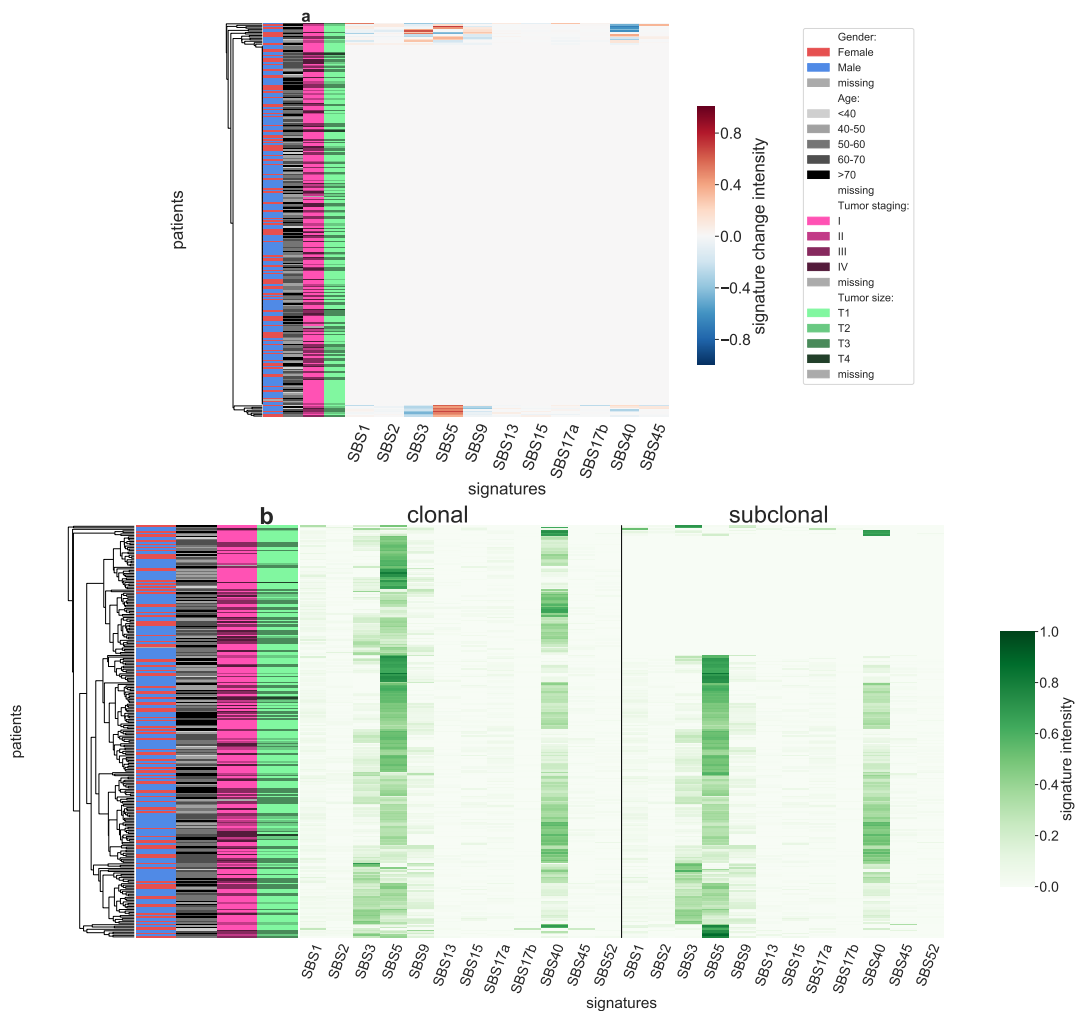 a
patients
SBS1
SBS2
SBS3
SBS5
SBS9
SBS13
SBS15
SBS17a
SBS17b
SBS40
SBS45
signatures
0.8
0.4
0.0
−0.4
−0.8
signature change intensity
Gender:
Female
Male
missing
Age:
<40
40-50
50-60
60-70
>70
missing
Tumor staging:
I
II
III
IV
missing
Tumor size:
T1
T2
T3
T4
missing
b
clonal
subclonal
patients
SBS1
SBS2
SBS3
SBS5
SBS9
SBS13
SBS15
SBS17a
SBS17b
SBS40
SBS45
SBS52
SBS1
SBS2
SBS3
SBS5
SBS9
SBS13
SBS15
SBS17a
SBS17b
SBS40
SBS45
SBS52
signatures
1.0
0.8
0.6
0.4
0.2
0.0
signature intensity